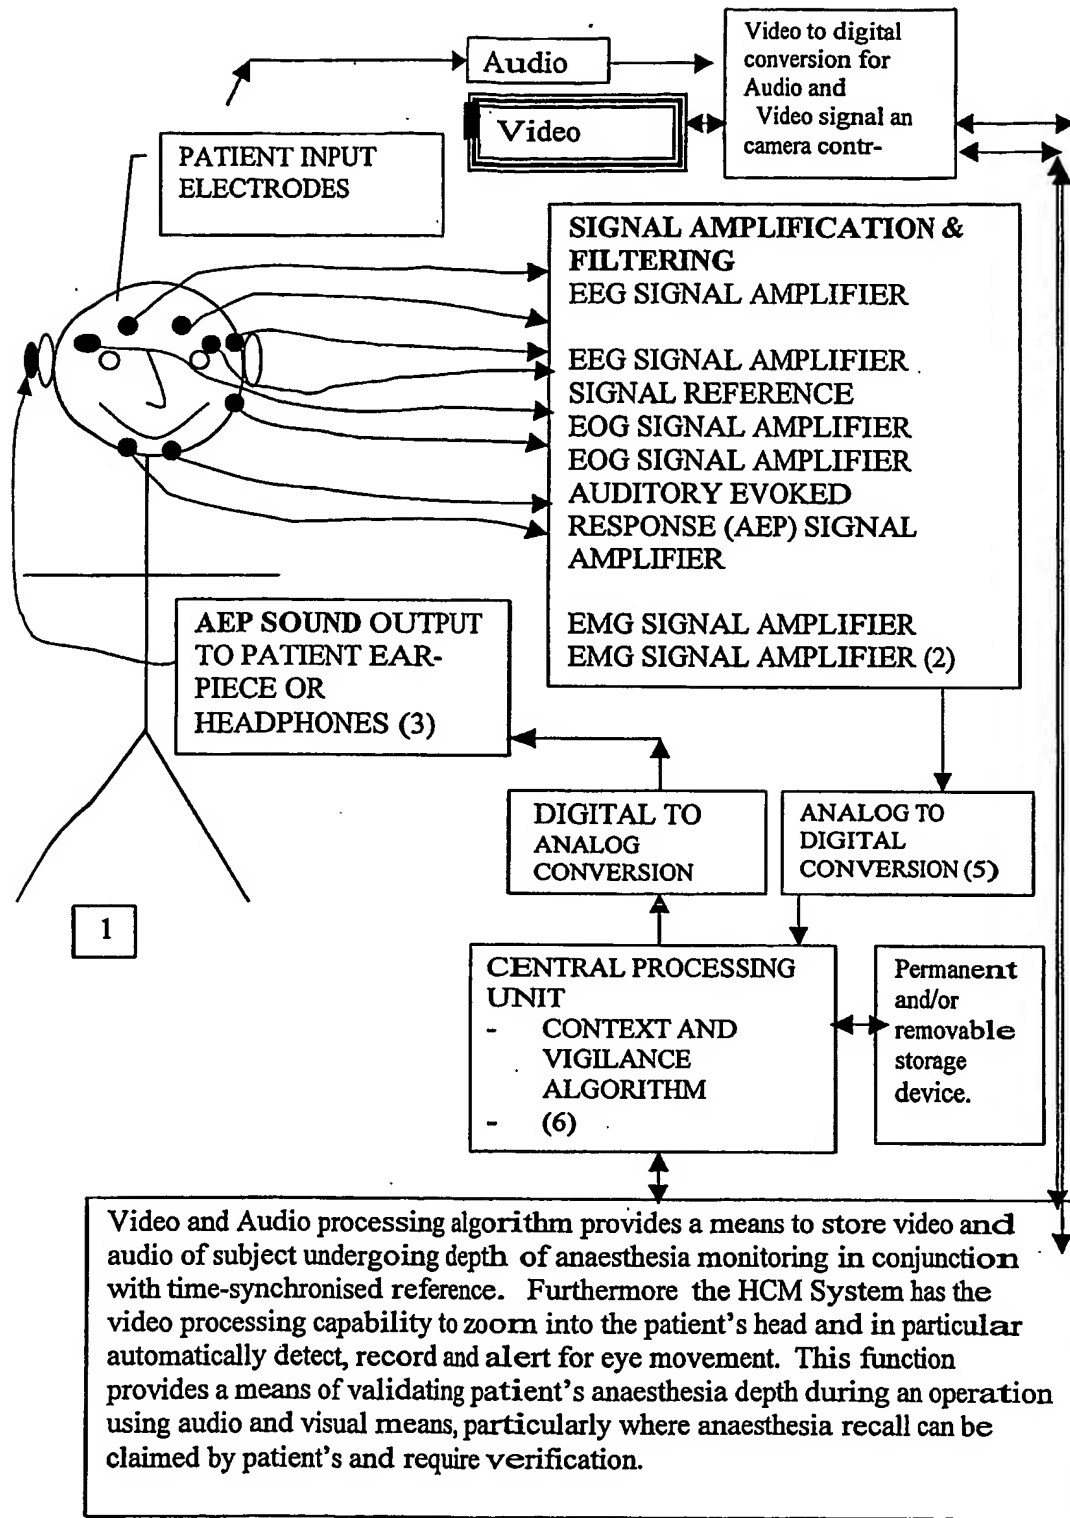 Audio
Video
Video to digital
conversion for
Audio and
Video signal an
camera contr-
PATIENT INPUT
ELECTRODES
SIGNAL AMPLIFICATION &
FILTERING
EEG SIGNAL AMPLIFIER
EEG SIGNAL AMPLIFIER
SIGNAL REFERENCE
EOG SIGNAL AMPLIFIER
EOG SIGNAL AMPLIFIER
AUDITORY EVOKED
RESPONSE (AEP) SIGNAL
AMPLIFIER
EMG SIGNAL AMPLIFIER
EMG SIGNAL AMPLIFIER (2)
AEP SOUND OUTPUT
TO PATIENT EAR-
PIECE OR
HEADPHONES (3)
DIGITAL TO
ANALOG
CONVERSION
ANALOG TO
DIGITAL
CONVERSION (5)
1
CENTRAL PROCESSING
UNIT
- CONTEXT AND
VIGILANCE
ALGORITHM
- (6)
Permanent
and/or
removable
storage
device.
Video and Audio processing algorithm provides a means to store video and
audio of subject undergoing depth of anaesthesia monitoring in conjunction
with time-synchronised reference. Furthermore the HCM System has the
video processing capability to zoom into the patient's head and in particular
automatically detect, record and alert for eye movement. This function
provides a means of validating patient's anaesthesia depth during an operation
using audio and visual means, particularly where anaesthesia recall can be
claimed by patient's and require verification.